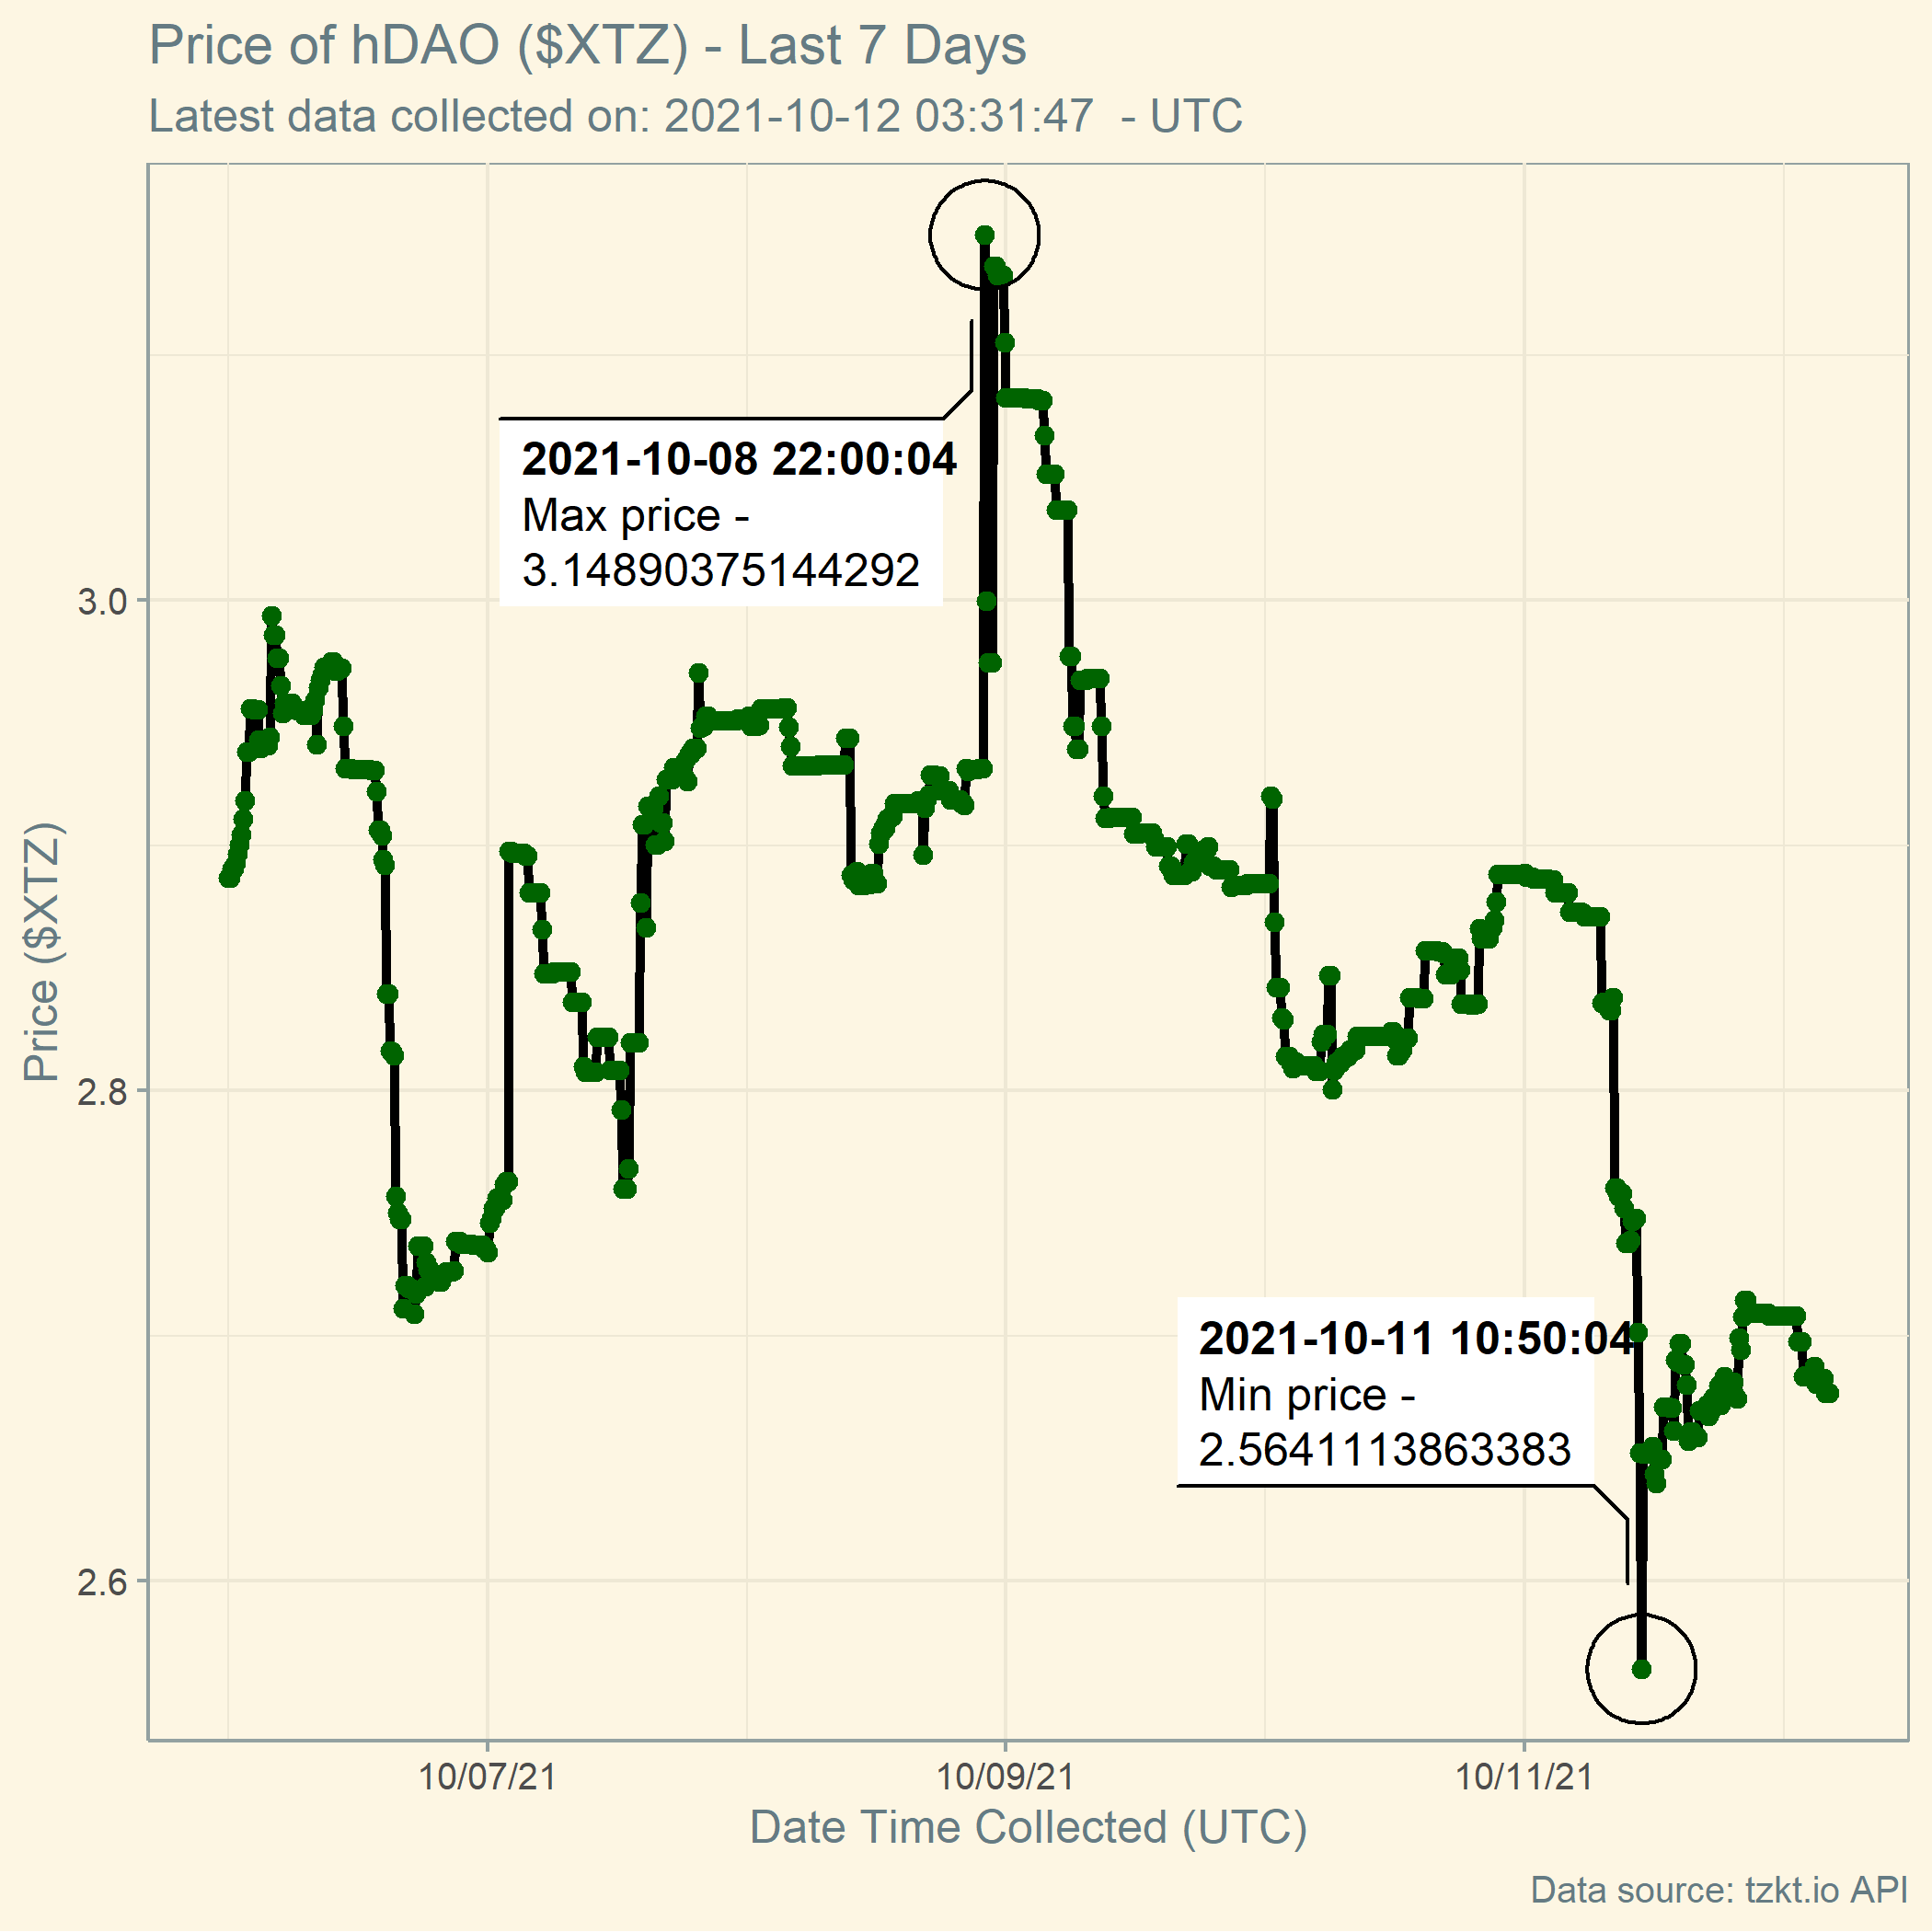 Price of hDAO ($XTZ) - Last 7 Days
Latest data collected on: 2021-10-12 03:31:47  - UTC
2021-10-08 22:00:04
Max price -
3.14890375144292
3.0
2.8
2.6
Price ($XTZ)
2021-10-11 10:50:04
Min price -
2.5641113863383
10/07/21
10/09/21
10/11/21
Date Time Collected (UTC)
Data source: tzkt.io API